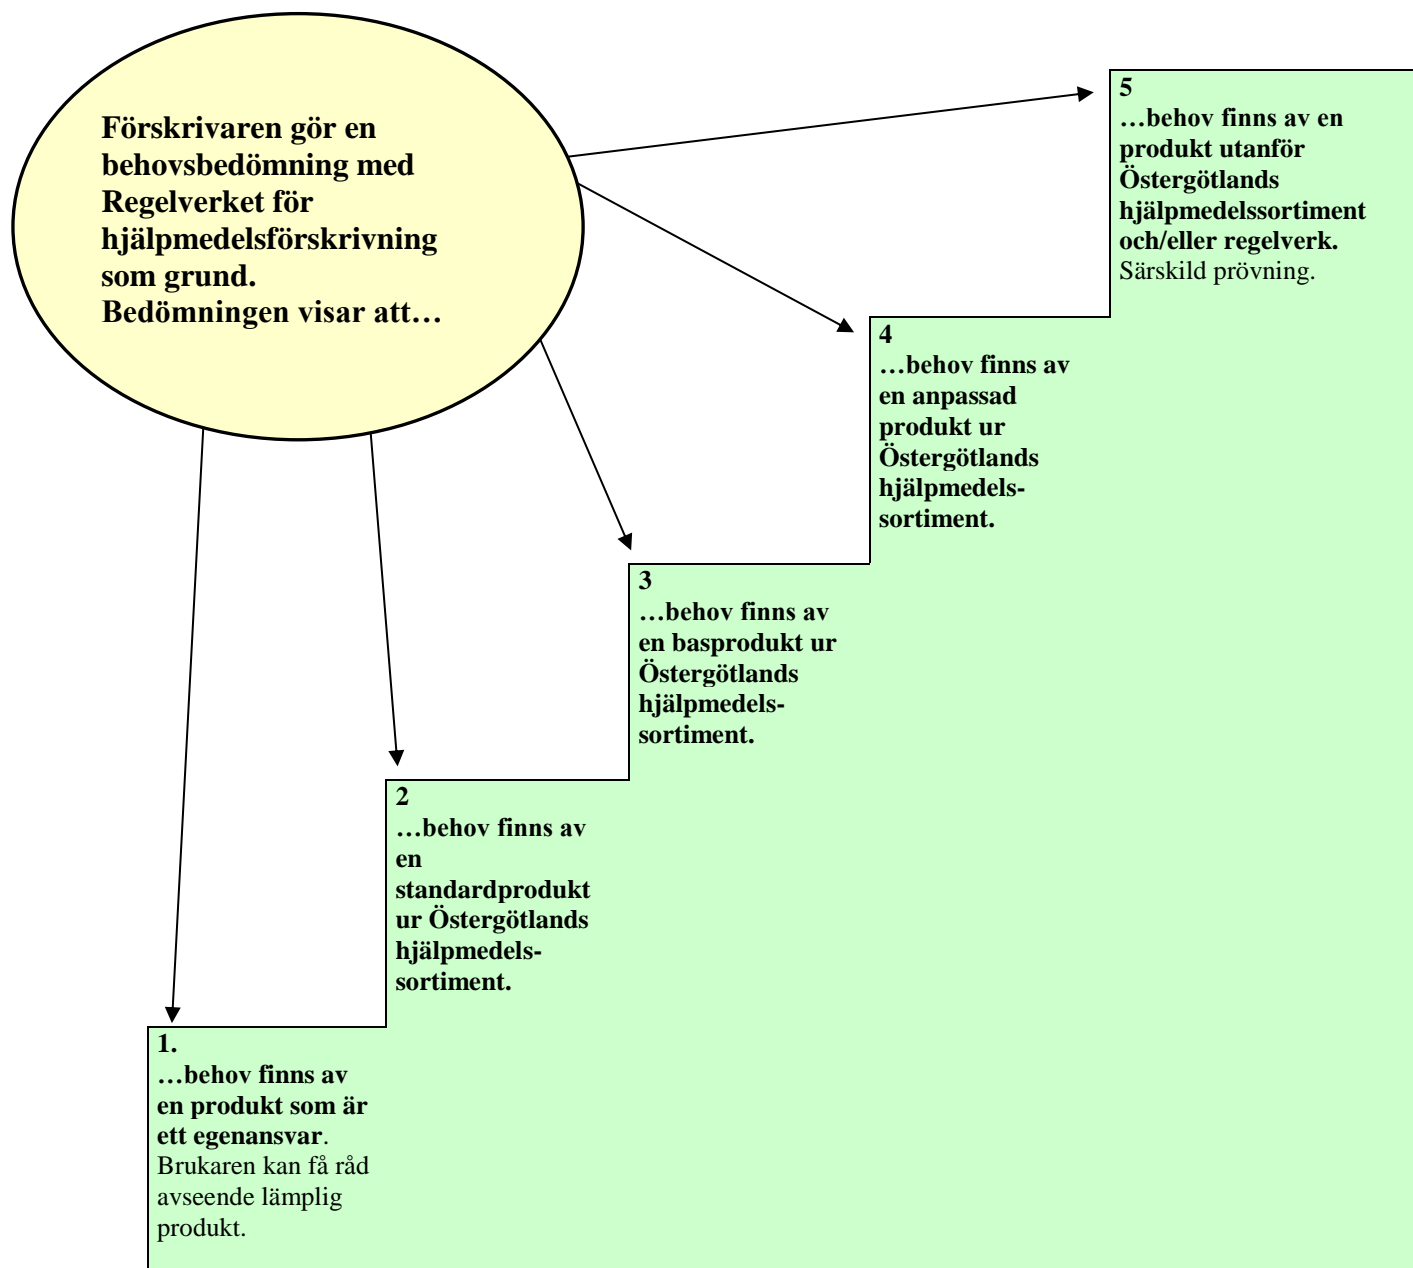 Förskrivaren gör en
behovsbedömning med
Regelverket för
hjälpmedelsförskrivning
som grund.
Bedömningen visar att…
5
…behov finns av en
produkt utanför
Östergötlands
hjälpmedelssortiment
och/eller regelverk.
Särskild prövning.
4
…behov finns av
en anpassad
produkt ur
Östergötlands
hjälpmedels-
sortiment.
3
…behov finns av
en basprodukt ur
Östergötlands
hjälpmedels-
sortiment.
2
…behov finns av
en
standardprodukt
ur Östergötlands
hjälpmedels-
sortiment.
1.
…behov finns av
en produkt som är
ett egenansvar.
Brukaren kan få råd
avseende lämplig
produkt.